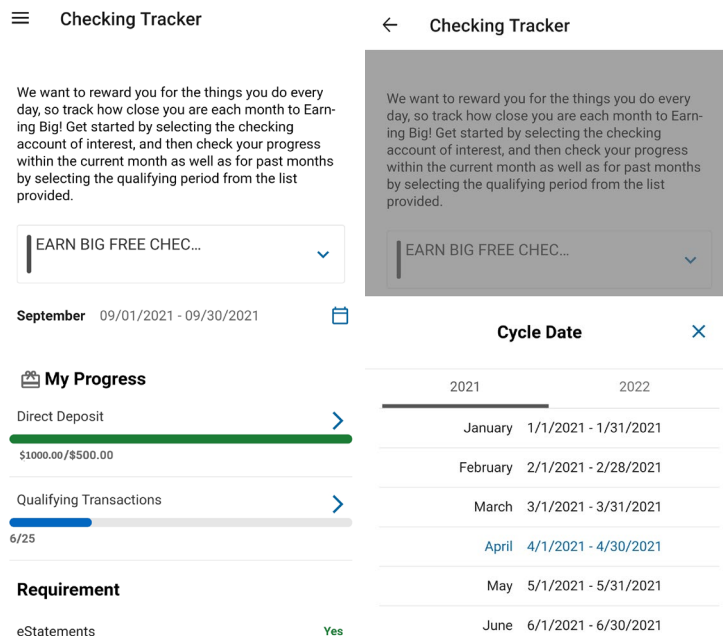 Checking Tracker
We want to reward you for the things you do every
day, so track how close you are each month to Earn-
ing Big! Get started by selecting the checking
account of interest, and then check your progress
within the current month as well as for past months
by selecting the qualifying period from the list
provided.
EARN BIG FREE CHEC...
September 09/01/2021 - 09/30/2021
My Progress
Direct Deposit
$1000.00/$500.00
Qualifying Transactions
6/25
Requirement
eStatements Yes
Checking Tracker
We want to reward you for the things you do every
day, so track how close you are each month to Earn-
ing Big! Get started by selecting the checking
account of interest, and then check your progress
within the current month as well as for past months
by selecting the qualifying period from the list
provided.
EARN BIG FREE CHEC...
Cycle Date
2021 2022
January 1/1/2021 - 1/31/2021
February 2/1/2021 - 2/28/2021
March 3/1/2021 - 3/31/2021
April 4/1/2021 - 4/30/2021
May 5/1/2021 - 5/31/2021
June 6/1/2021 - 6/30/2021